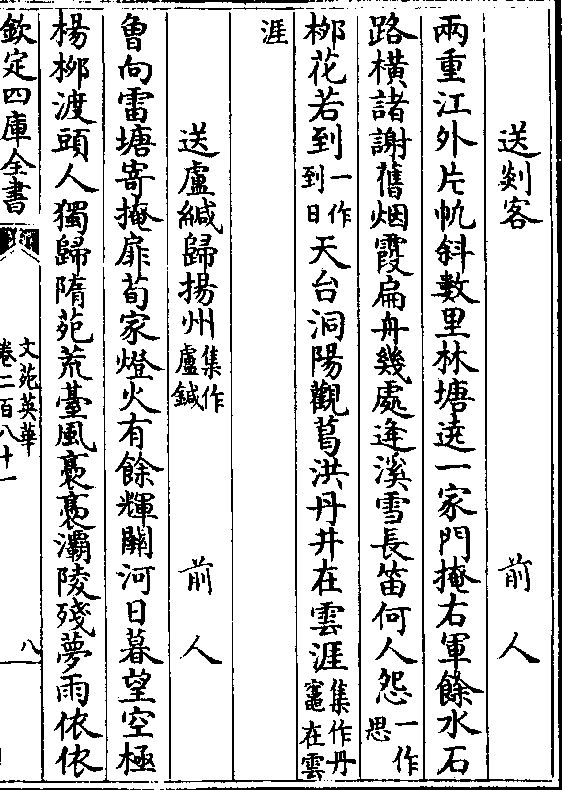 送剡客　前人
兩重江外片帆斜數里林塘遶一家門掩右軍餘水石
路橫諸謝舊烟霞扁舟幾處逢溪雪長笛何人怨一作思
栁花若到一作到日天台洞陽觀葛洪丹井在雲涯集作丹竈在雲
涯
送盧緘歸揚州集作盧鍼　前人
曾向雷塘寄掩扉荀家燈火有餘輝關河日暮望空極
楊栁渡頭人獨歸隋苑荒臺風裊裊灞陵殘夢雨依依
欽定四庫全書
文苑英華
卷二百八十一
八